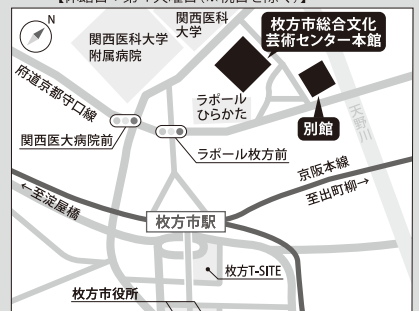 【休館日：第4火曜日（※祝日を除く）】
N
関西医科
大学
関西医科大学
附属病院
枚方市総合文化
芸術センター本館
府道京都守口線
ラポール
ひらかた
別館
天野川
関西医大病院前
ラポール枚方前
京阪本線
至出町柳→
←至淀屋橋
枚方市駅
枚方T-SITE
枚方市役所